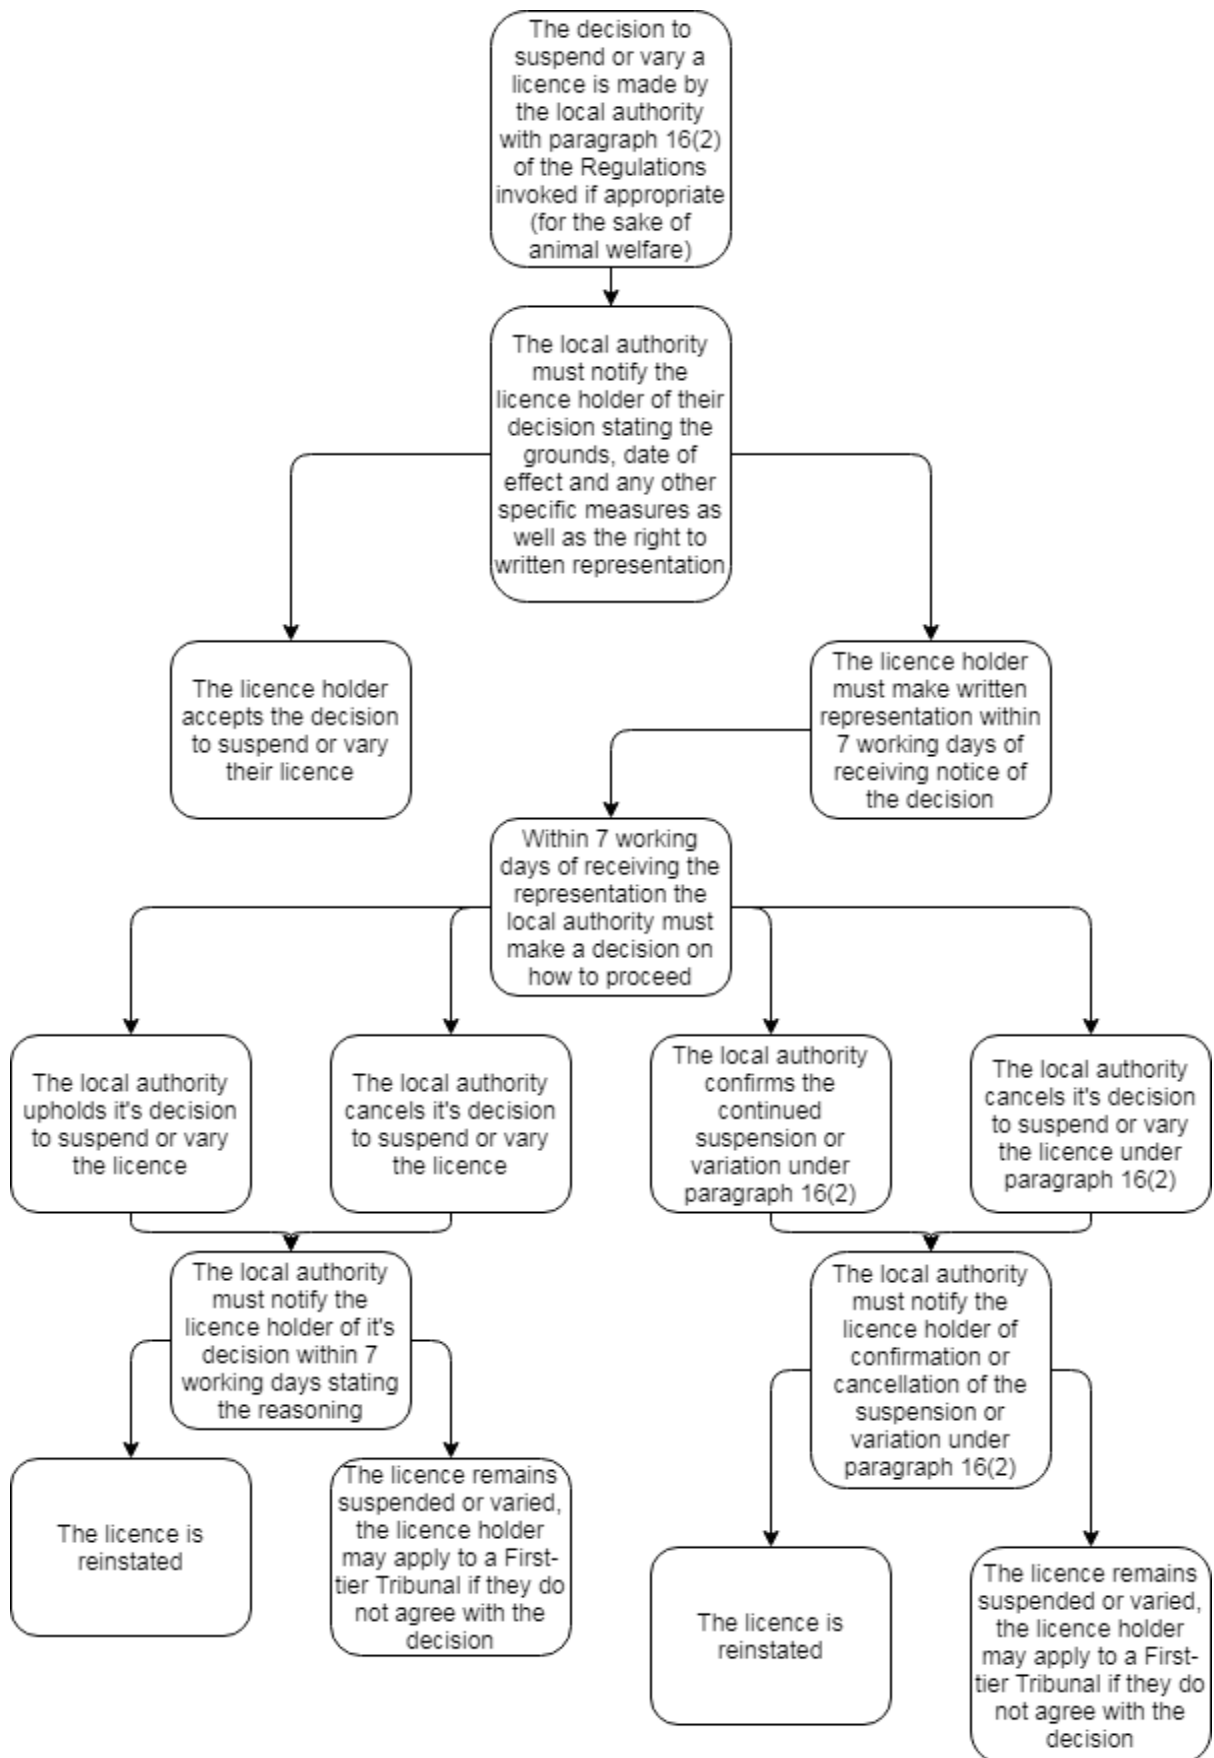 The decision to
suspend or vary a
licence is made by
the local authority
with paragraph 16(2)
of the Regulations
invoked if appropriate
(for the sake of
animal welfare)
The local authority
must notify the
licence holder of their
decision stating the
grounds, date of
effect and any other
specific measures as
well as the right to
written representation
The licence holder
accepts the decision
to suspend or vary
their licence
The licence holder
must make written
representation within
7 working days of
receiving notice of
the decision
Within 7 working
days of receiving the
representation the
local authority must
make a decision on
how to proceed
The local authority
upholds it's decision
to suspend or vary
the licence
The local authority
cancels it's decision
to suspend or vary
the licence
The local authority
confirms the
continued
suspension or
variation under
paragraph 16(2)
The local authority
cancels it's decision
to suspend or vary
the licence under
paragraph 16(2)
The local authority
must notify the
licence holder of it's
decision within 7
working days stating
the reasoning
The local authority
must notify the
licence holder of
confirmation or
cancellation of the
suspension or
variation under
paragraph 16(2)
The licence is
reinstated
The licence remains
suspended or varied,
the licence holder
may apply to a First-
tier Tribunal if they do
not agree with the
decision
The licence is
reinstated
The licence remains
suspended or varied,
the licence holder
may apply to a First-
tier Tribunal if they do
not agree with the
decision